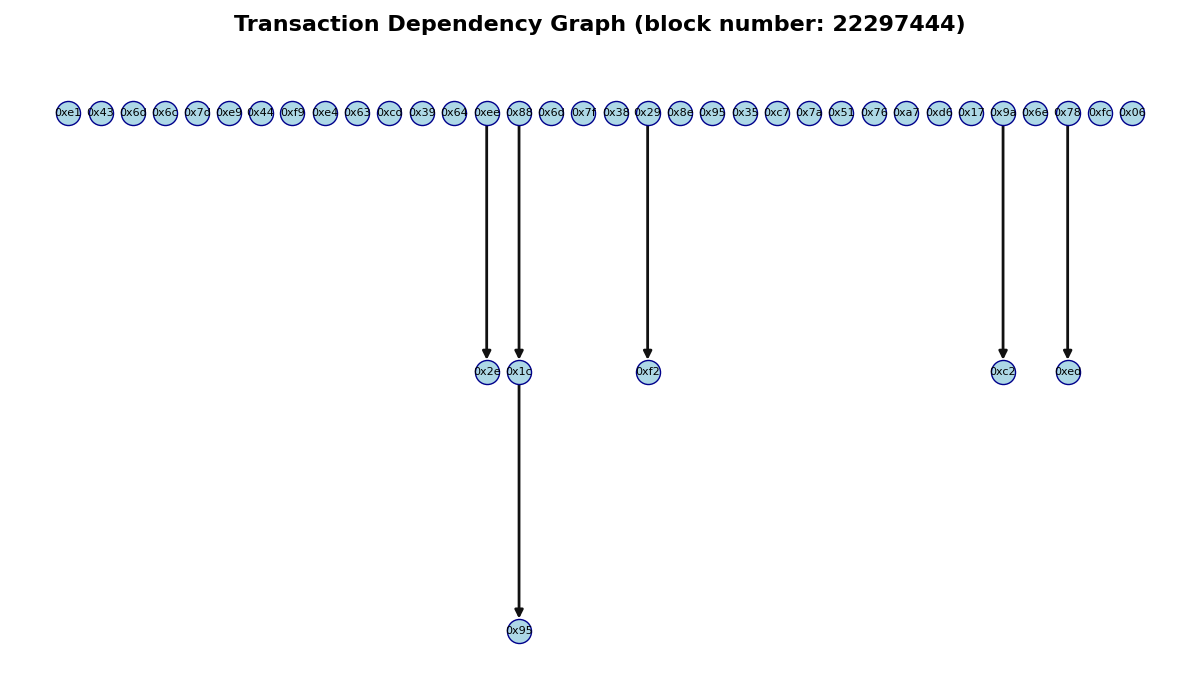 Transaction Dependency Graph (block number: 22297444)
0xe1 0x43 0x6d 0x6c 0x7d 0xe9 0x44 0xf9 0xe4 0x63 0xcd 0x39 0x64 0xee 0x88 0x6d 0x7f 0x38 0x29 0x8e 0x95 0x35 0xc7 0x7a 0x51 0x76 0xa7 0xd6 0x17 0x9a 0x6e 0x78 0xfc 0x06
0x2e 0xf2 0xc2
0x95